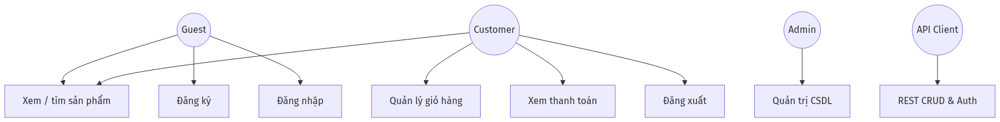 Guest
Customer
Admin
API Client
Xem / tìm sản phẩm
Đăng ký
Đăng nhập
Quản lý giỏ hàng
Xem thanh toán
Đăng xuất
Quản trị CSDL
REST CRUD & Auth